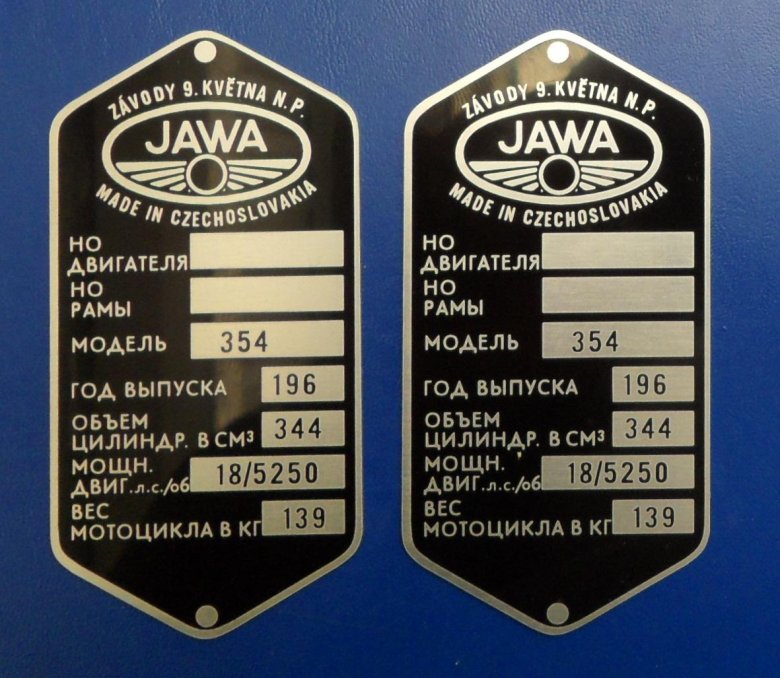 ZÁVODY 9. KVĚTNA N.P.
JAWA
MADE IN CZECHOSLOVAKIA
НО
ДВИГАТЕЛЯ
НО
РАМЫ
МОДЕЛЬ 354
ГОД ВЫПУСКА 196
ОБЪЕМ
ЦИЛИНДР. В СМ³ 344
МОЩН.
ДВИГ.л.с./об 18/5250
ВЕС
МОТОЦИКЛА В КГ 139
ZÁVODY 9. KVĚTNA N.P.
JAWA
MADE IN CZECHOSLOVAKIA
НО
ДВИГАТЕЛЯ
НО
РАМЫ
МОДЕЛЬ 354
ГОД ВЫПУСКА 196
ОБЪЕМ
ЦИЛИНДР. В СМ³ 344
МОЩН.
ДВИГ.л.с./об 18/5250
ВЕС
МОТОЦИКЛА В КГ 139